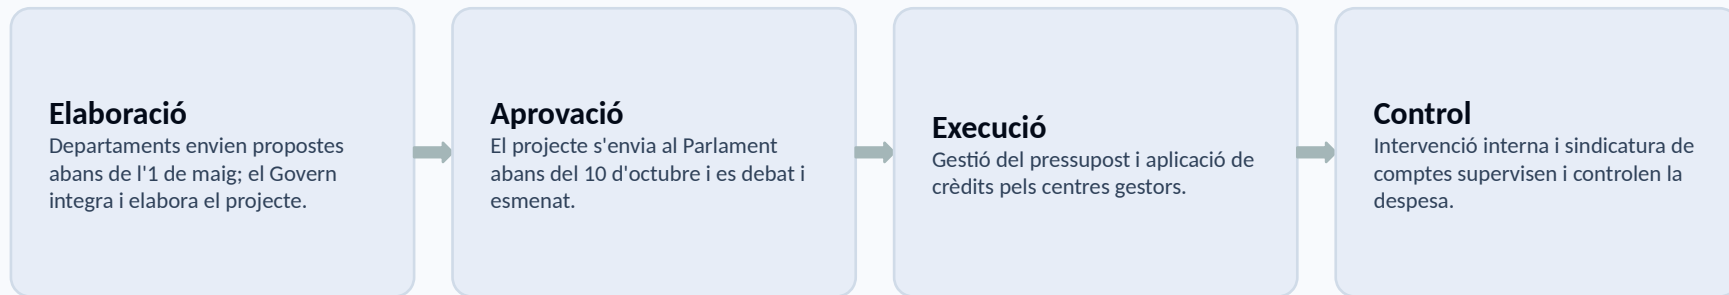 Elaboració
Departaments envien propostes
abans de l'1 de maig; el Govern
integra i elabora el projecte.
Aprovació
El projecte s'envia al Parlament
abans del 10 d'octubre i es debat i
esmenat.
Execució
Gestió del pressupost i aplicació de
crèdits pels centres gestors.
Control
Intervenció interna i sindicatura de
comptes supervisen i controlen la
despesa.